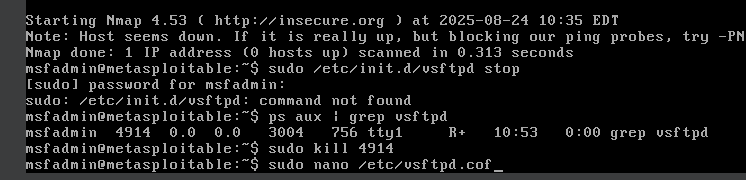 Starting Nmap 4.53 ( http://insecure.org ) at 2025-08-24 10:35 EDT
Note: Host seems down. If it is really up, but blocking our ping probes, try -PN
Nmap done: 1 IP address (0 hosts up) scanned in 0.313 seconds
msfadmin@metasploitable:~$ sudo /etc/init.d/vsftpd stop
[sudo] password for msfadmin:
sudo: /etc/init.d/vsftpd: command not found
msfadmin@metasploitable:~$ ps aux | grep vsftpd
msfadmin  4914  0.0  0.0   3004   756 tty1     R+   10:53   0:00 grep vsftpd
msfadmin@metasploitable:~$ sudo kill 4914
msfadmin@metasploitable:~$ sudo nano /etc/vsftpd.cof_